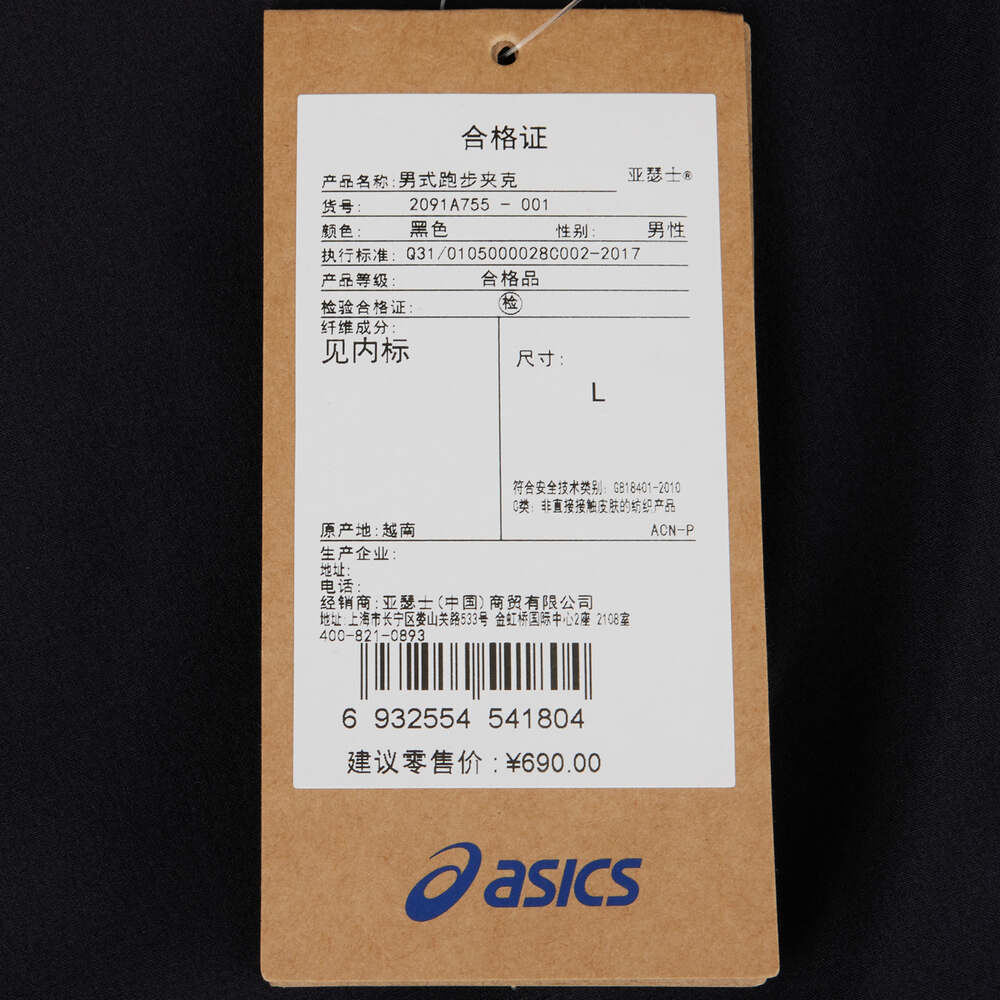 合格证
亚瑟士®
产品名称:男式跑步夹克
货号: 2091A755 - 001
颜色: 黑色 性别: 男性
执行标准: Q31/0105000028C002-2017
产品等级: 合格品
检验合格证: 检
纤维成分:
见内标
尺寸:
L
符合安全技术类别: GB18401-2010
C类: 非直接接触皮肤的纺织产品
原产地:越南
ACN-P
生产企业:
地址:
电话:
经销商:亚瑟士(中国)商贸有限公司
地址:上海市长宁区娄山关路533号 金虹桥国际中心2座 2108室
400-821-0893
6 932554 541804
建议零售价:¥690.00
asics